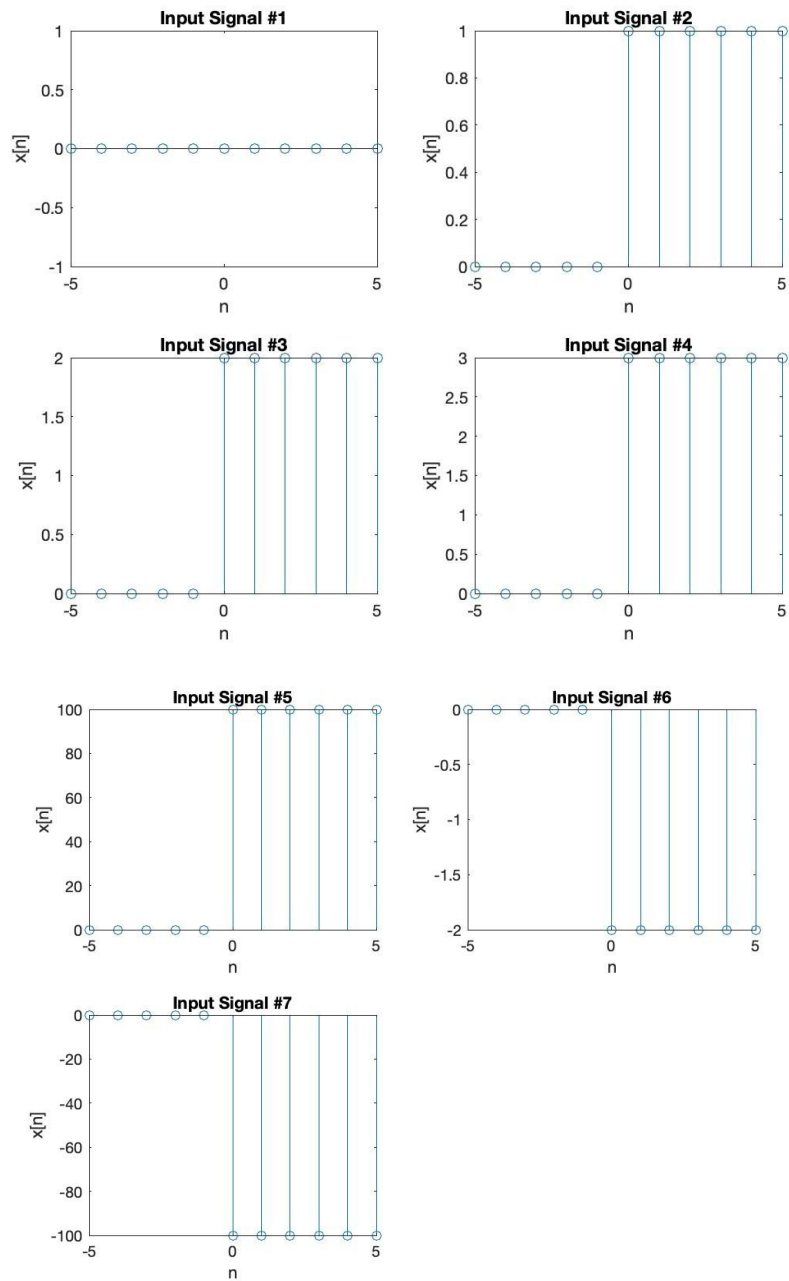 Input Signal #1
1
0.5
0
-0.5
-1
x[n]
-5
0
5
n
Input Signal #2
1
0.8
0.6
0.4
0.2
0
x[n]
-5
0
5
n
Input Signal #3
2
1.5
1
0.5
0
x[n]
-5
0
5
n
Input Signal #4
3
2.5
2
1.5
1
0.5
0
x[n]
-5
0
5
n
Input Signal #5
100
80
60
40
20
0
x[n]
-5
0
5
n
Input Signal #6
0
-0.5
-1
-1.5
-2
x[n]
-5
0
5
n
Input Signal #7
0
-20
-40
-60
-80
-100
x[n]
-5
0
5
n